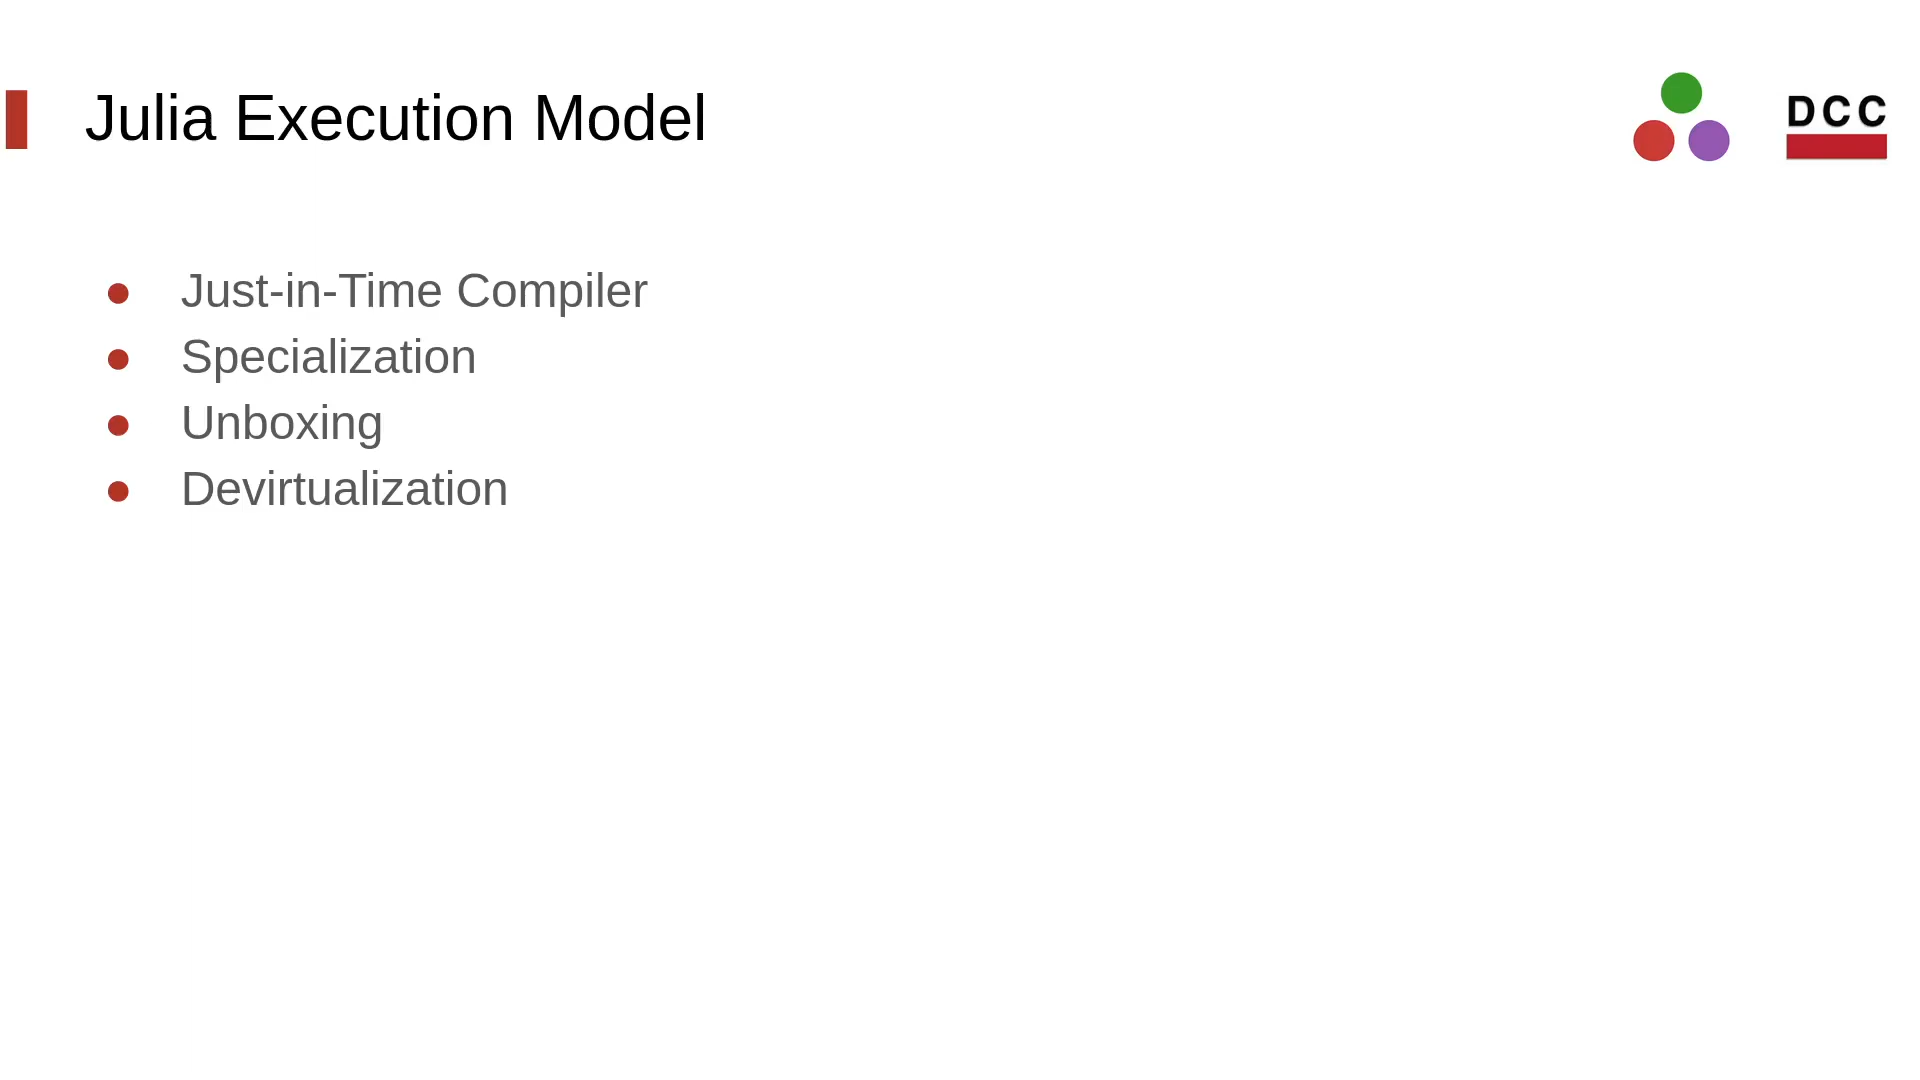 Julia Execution Model
DCC
Just-in-Time Compiler
Specialization
Unboxing
Devirtualization